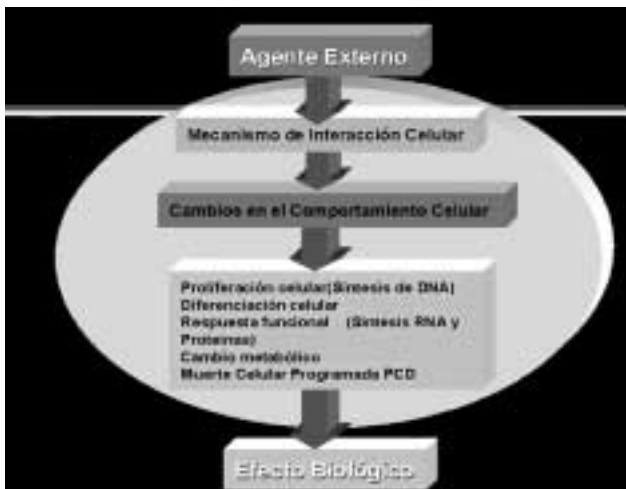 Agente Externo
Mecanismo de Interacción Celular
Cambios en el Comportamiento Celular
Proliferación celular(Síntesis de DNA)
Diferenciación celular
Respuesta funcional (Síntesis RNA y
Proteínas)
Cambio metabólico
Muerte Celular Programada PCD
Efecto Biológico